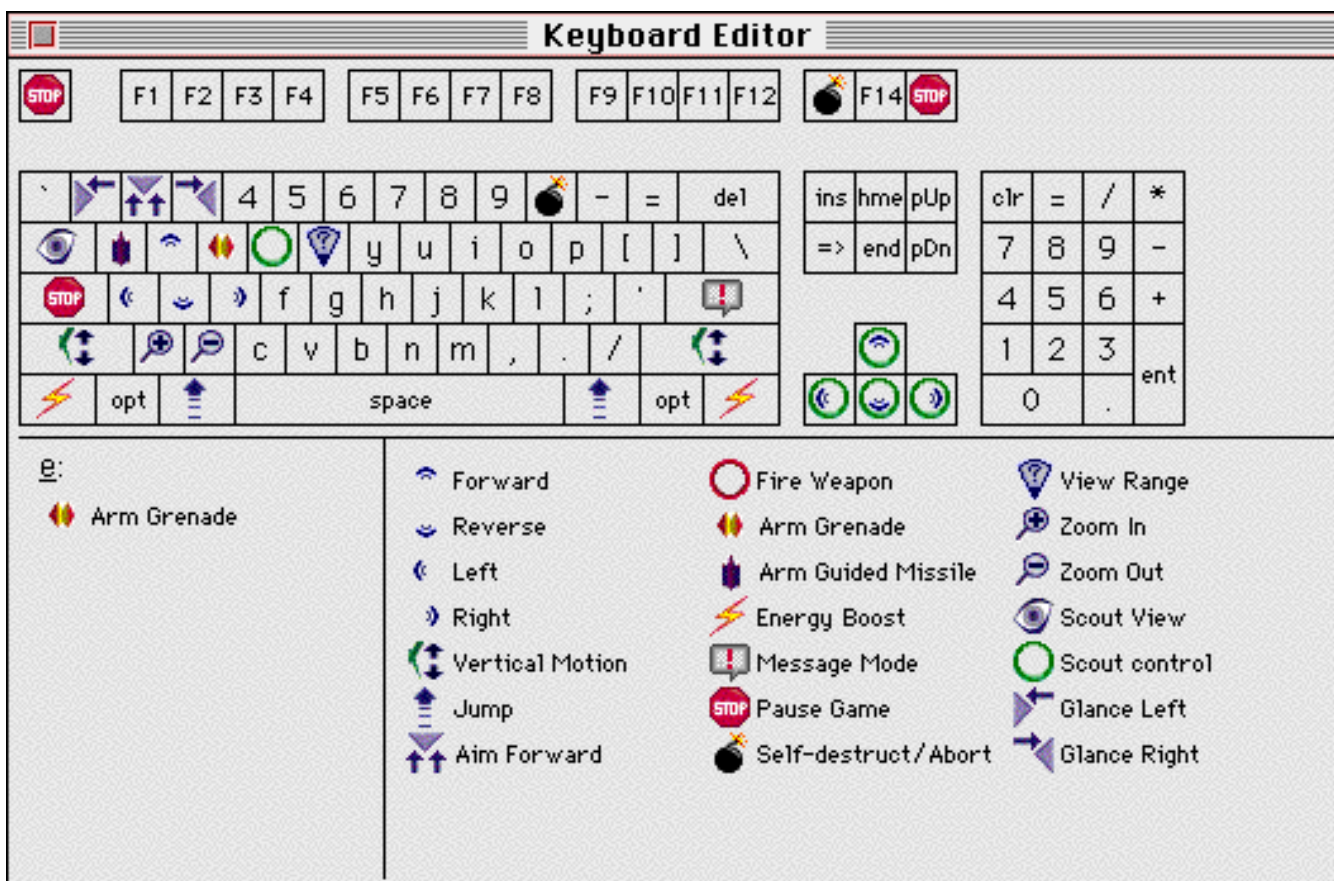 Keyboard Editor
STOP F1 F2 F3 F4 F5 F6 F7 F8 F9 F10 F11 F12 F14 STOP
` 4 5 6 7 8 9 - = del ins hme pUp clr = / *
? y u i o p [ ] \ => end pDn 7 8 9 -
STOP f g h j k l ; ' ! 4 5 6 +
c v b n m , . / 1 2 3 ent
opt space opt 0 .
e:
Arm Grenade
Forward Fire Weapon ? View Range
Reverse Arm Grenade Zoom In
Left Arm Guided Missile Zoom Out
Right Energy Boost Scout View
Vertical Motion ! Message Mode Scout control
Jump STOP Pause Game Glance Left
Aim Forward Self-destruct/Abort Glance Right